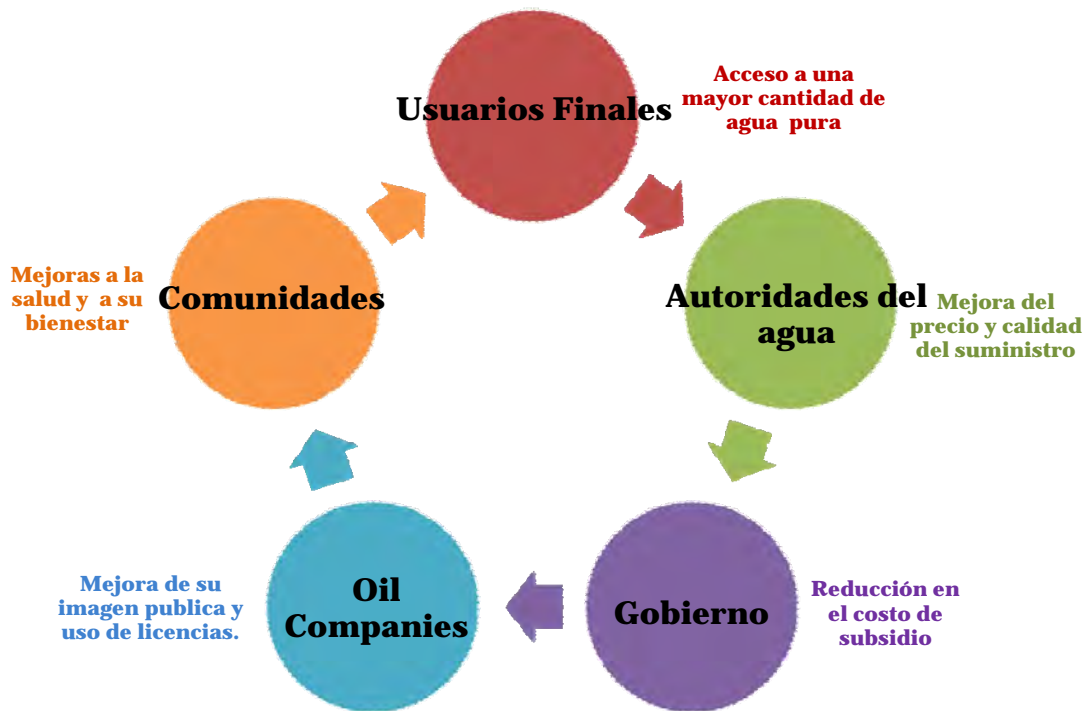 Usuarios Finales
Acceso a una
mayor cantidad de
agua pura
Autoridades del
agua
Mejora del
precio y calidad
del suministro
Gobierno
Reducción en
el costo de
subsidio
Oil
Companies
Mejora de su
imagen publica y
uso de licencias.
Comunidades
Mejoras a la
salud y a su
bienestar